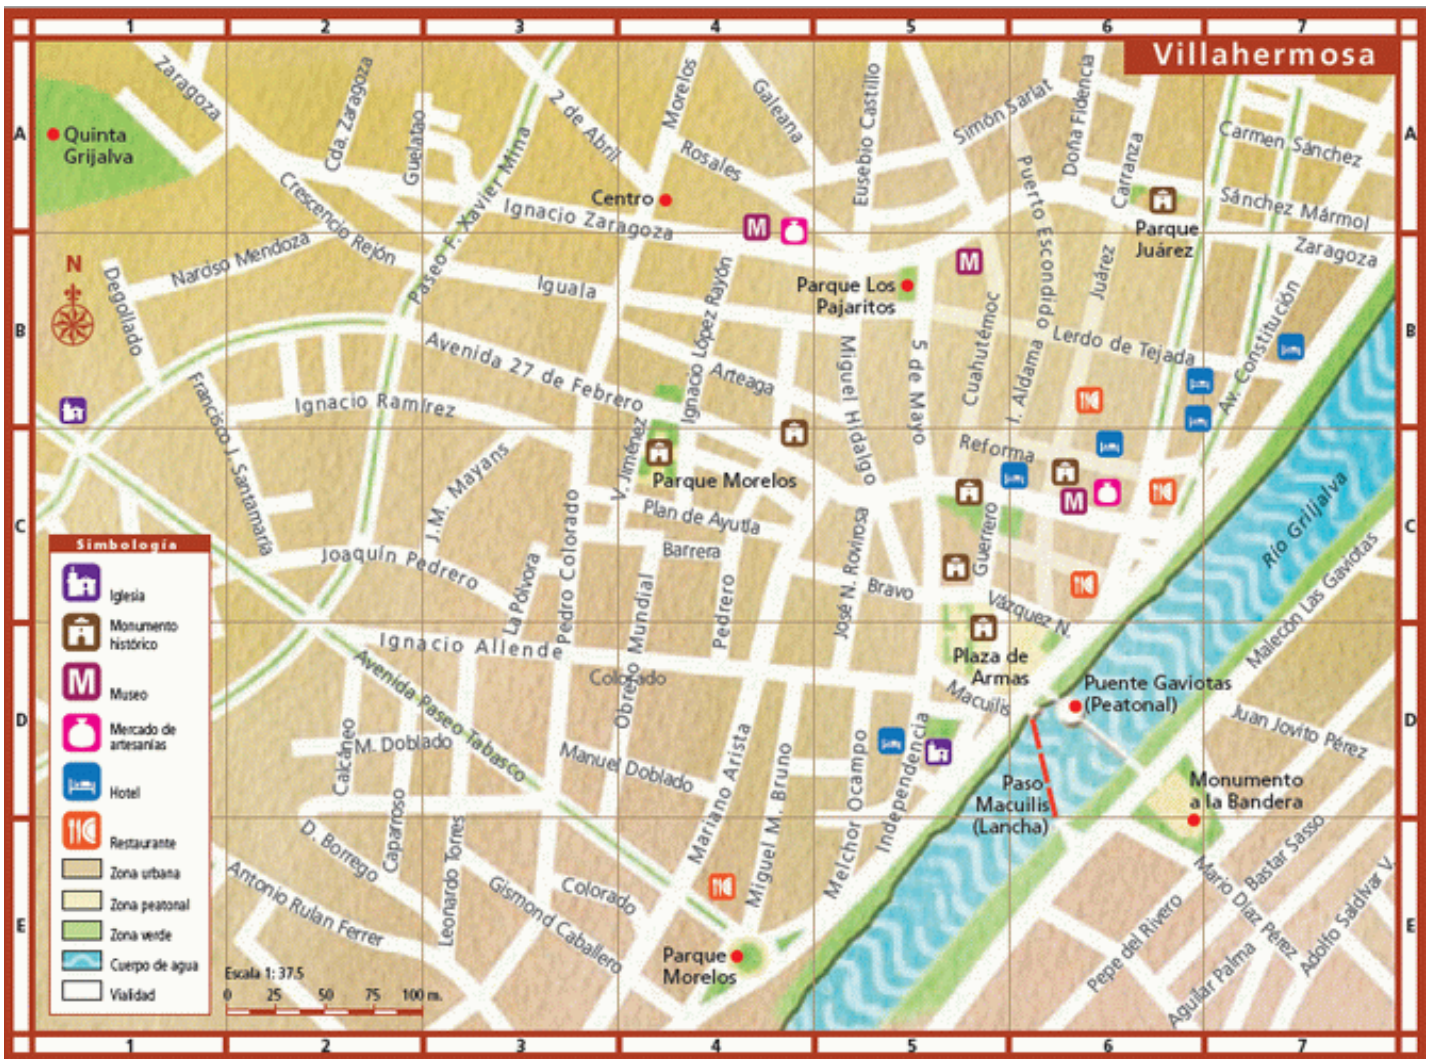 1 2 3 4 5 6 7
Villahermosa
A
A
Quinta
Grijalva
Zaragoza
Cda. Zaragoza
Guelatao
Paseo F. Xavier Mina
2 de Abril
Morelos
Galeana
Rosales
Eusebio Castillo
Simón Sarlat
Doña Fidencia
Carranza
Puerto Escondido
Carmen Sánchez
Sánchez Mármol
Centro
Ignacio Zaragoza
Crescencio Rejón
M
Parque
Juárez
Zaragoza
N
B
B
Narciso Mendoza
Degollado
Iguala
Ignacio López Rayón
Parque Los
Pajaritos
M
Juárez
Lerdo de Tejada
Av. Constitución
Avenida 27 de Febrero
Arteaga
Miguel Hidalgo
5 de Mayo
Cuahutémoc
J. Aldama
Francisco J. Santamaría
Ignacio Ramírez
C
C
V. Jiménez
Parque Morelos
J.M. Mayans
Reforma
M
Plan de Ayutla
Barrera
Pedro Colorado
Joaquín Pedrero
La Pólvora
Obrero Mundial
Pedrero
José N. Rovirosa
Bravo
Guerrero
Vázquez N.
Río Grijalva
Malecón Las Gaviotas
D
D
Ignacio Allende
Colorado
Plaza de
Armas
Macuilis
Puente Gaviotas
(Peatonal)
Juan Jovito Pérez
Avenida Paseo Tabasco
Calcáneo
M. Doblado
Manuel Doblado
Mariano Arista
Miguel M. Bruno
Melchor Ocampo
Independencia
Paso
Macuilis
(Lancha)
Monumento
a la Bandera
E
E
D. Borrego
Caparroso
Leonardo Torres
Antonio Rulan Ferrer
Gismond Caballero
Colorado
Parque
Morelos
Mario Díaz Pérez
Bastar Sasso
Pepe del Rivero
Aguilar Palma
Adolfo Saldívar V.
Simbología
Iglesia
Monumento
histórico
M
Museo
Mercado de
artesanías
Hotel
Restaurante
Zona urbana
Zona peatonal
Zona verde
Cuerpo de agua
Vialidad
Escala 1: 37.5
0 25 50 75 100 m.
1 2 3 4 5 6 7